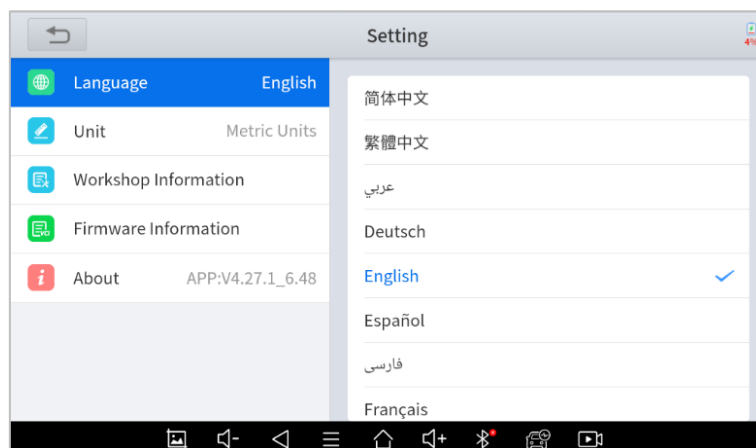 Setting
4%
Language English
Unit Metric Units
Workshop Information
Firmware Information
About APP:V4.27.1_6.48
简体中文
繁體中文
عربي
Deutsch
English
Español
فارسی
Français